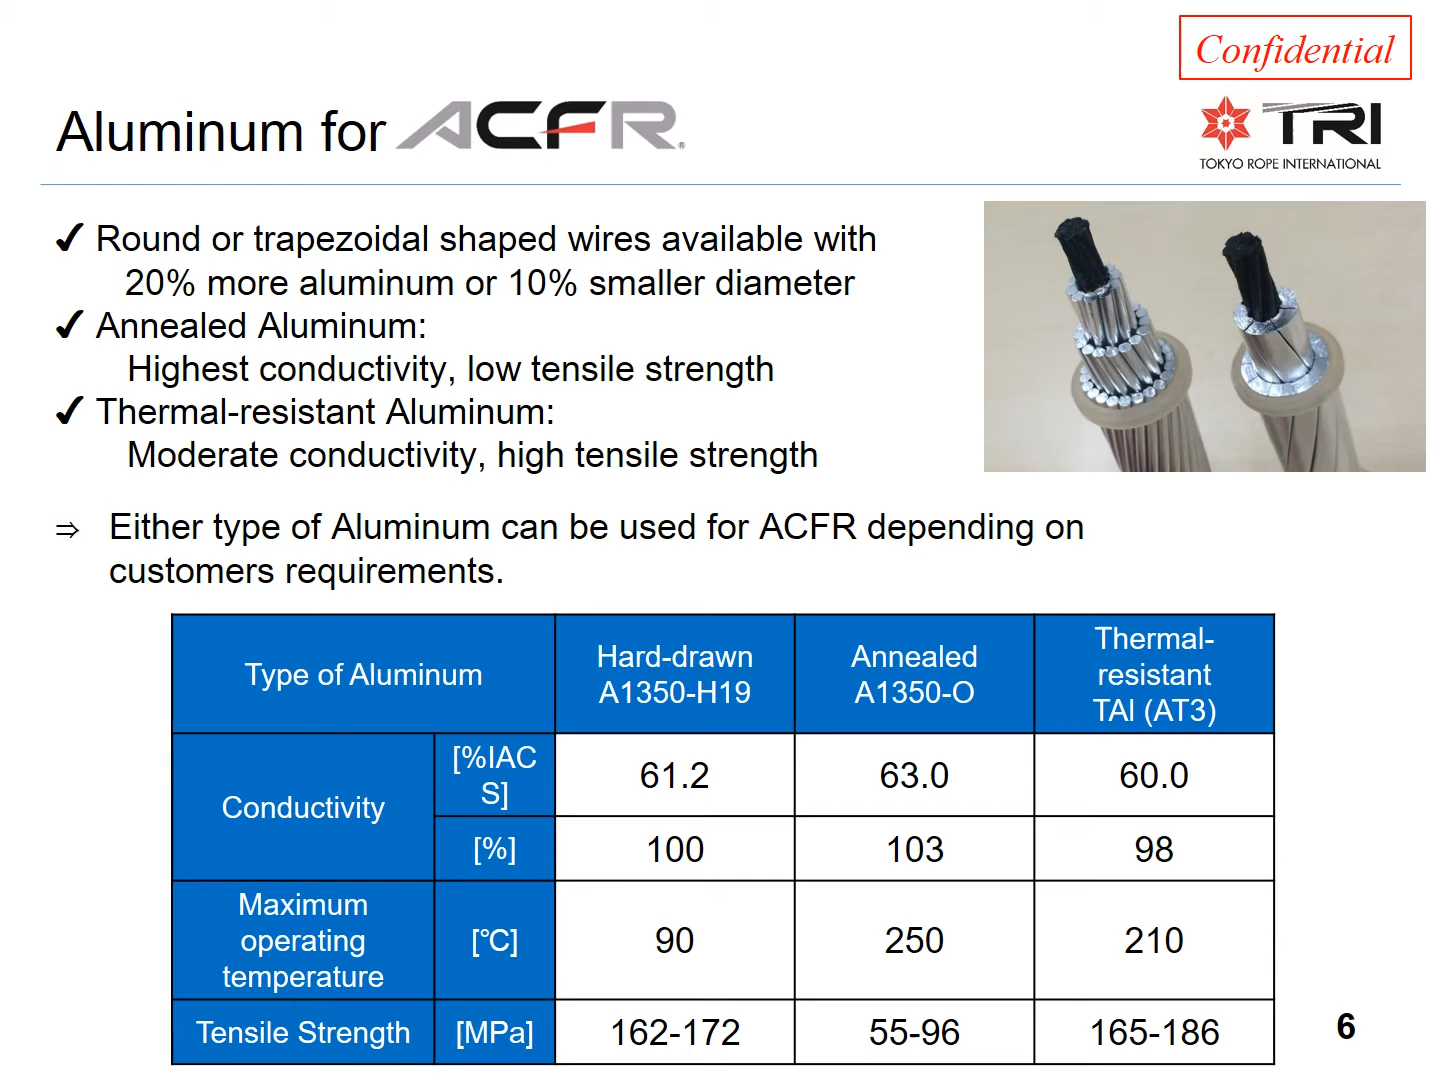 Confidential
Aluminum for ACFR®
TRI
TOKYO ROPE INTERNATIONAL
✔ Round or trapezoidal shaped wires available with
20% more aluminum or 10% smaller diameter
✔ Annealed Aluminum:
Highest conductivity, low tensile strength
✔ Thermal-resistant Aluminum:
Moderate conductivity, high tensile strength
⇒ Either type of Aluminum can be used for ACFR depending on
customers requirements.
Type of Aluminum
Hard-drawn
A1350-H19
Annealed
A1350-O
Thermal-
resistant
TAl (AT3)
Conductivity
[%IAC
S]
61.2
63.0
60.0
[%]
100
103
98
Maximum
operating
temperature
[℃]
90
250
210
Tensile Strength
[MPa]
162-172
55-96
165-186
6